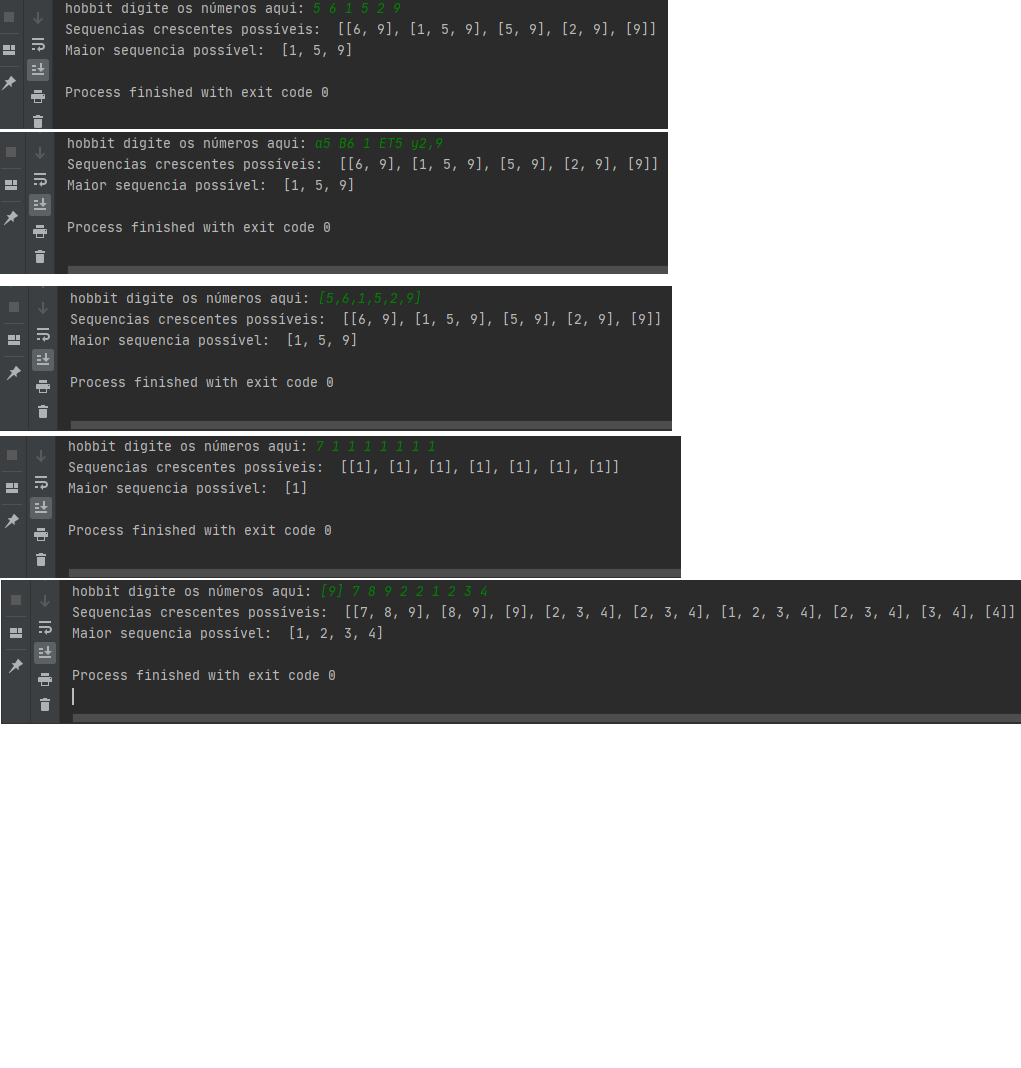 hobbit digite os números aqui: 5 6 1 5 2 9
Sequencias crescentes possíveis:  [[6, 9], [1, 5, 9], [5, 9], [2, 9], [9]]
Maior sequencia possível:  [1, 5, 9]
Process finished with exit code 0
hobbit digite os números aqui: a5 B6 1 ET5 y2,9
Sequencias crescentes possíveis:  [[6, 9], [1, 5, 9], [5, 9], [2, 9], [9]]
Maior sequencia possível:  [1, 5, 9]
Process finished with exit code 0
hobbit digite os números aqui: [5,6,1,5,2,9]
Sequencias crescentes possíveis:  [[6, 9], [1, 5, 9], [5, 9], [2, 9], [9]]
Maior sequencia possível:  [1, 5, 9]
Process finished with exit code 0
hobbit digite os números aqui: 7 1 1 1 1 1 1 1
Sequencias crescentes possíveis:  [[1], [1], [1], [1], [1], [1], [1]]
Maior sequencia possível:  [1]
Process finished with exit code 0
hobbit digite os números aqui: [9] 7 8 9 2 2 1 2 3 4
Sequencias crescentes possíveis:  [[7, 8, 9], [8, 9], [9], [2, 3, 4], [2, 3, 4], [1, 2, 3, 4], [2, 3, 4], [3, 4], [4]]
Maior sequencia possível:  [1, 2, 3, 4]
Process finished with exit code 0